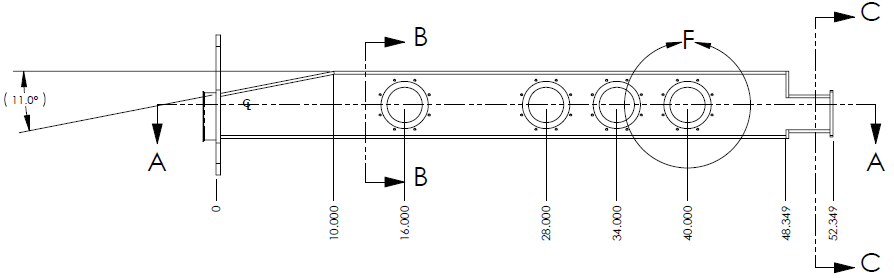 C
B
F
( 11.0° )
℄
A
A
B
0
10.000
16.000
28.000
34.000
40.000
48.349
52.349
C